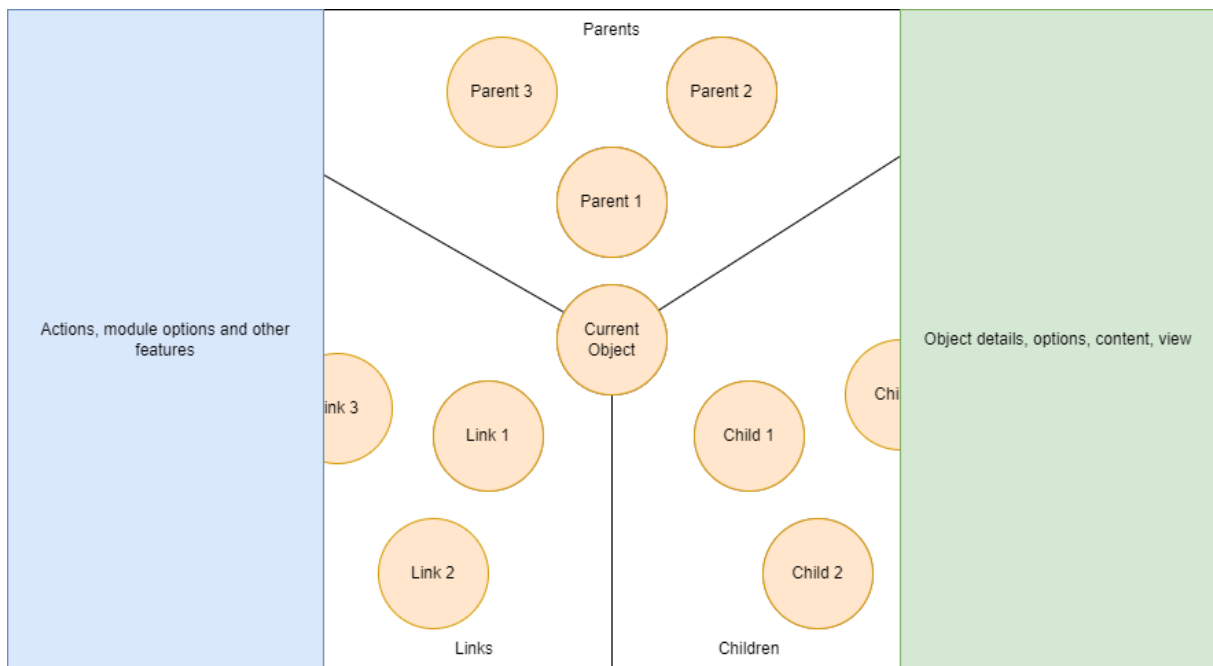 Parents
Parent 3
Parent 2
Parent 1
Actions, module options and other
features
Current
Object
Object details, options, content, view
ink 3
Link 1
Child 1
Chi
Link 2
Child 2
Links
Children